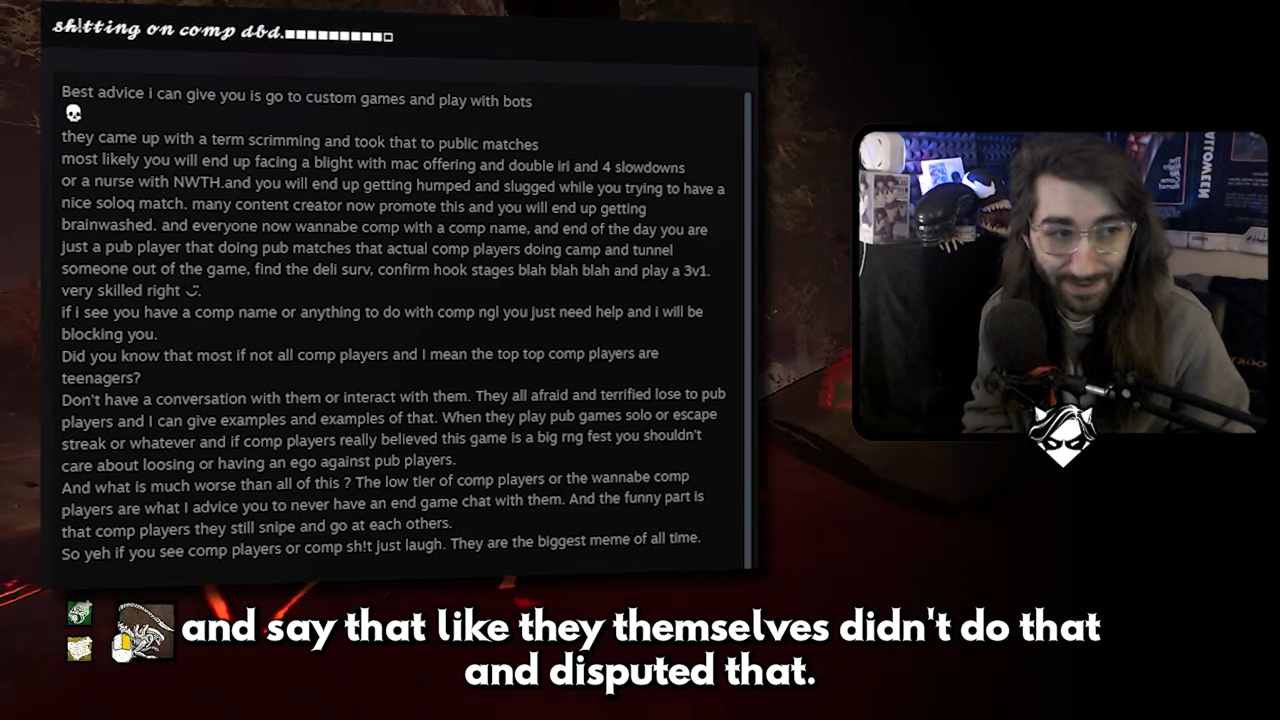 sh!tting on comp dbd.■■■■■■■■■□
Best advice i can give you is go to custom games and play with bots
💀
they came up with a term scrimming and took that to public matches
most likely you will end up facing a blight with mac offering and double iri and 4 slowdowns
or a nurse with NWTH.and you will end up getting humped and slugged while you trying to have a
nice soloq match. many content creator now promote this and you will end up getting
brainwashed. and everyone now wannabe comp with a comp name, and end of the day you are
just a pub player that doing pub matches that actual comp players doing camp and tunnel
someone out of the game, find the deli surv, confirm hook stages blah blah blah and play a 3v1.
very skilled right ツ.
if i see you have a comp name or anything to do with comp ngl you just need help and i will be
blocking you.
Did you know that most if not all comp players and I mean the top top comp players are
teenagers?
Don't have a conversation with them or interact with them. They all afraid and terrified lose to pub
players and I can give examples and examples of that. When they play pub games solo or escape
streak or whatever and if comp players really believed this game is a big rng fest you shouldn't
care about loosing or having an ego against pub players.
And what is much worse than all of this ? The low tier of comp players or the wannabe comp
players are what I advice you to never have an end game chat with them. And the funny part is
that comp players they still snipe and go at each others.
So yeh if you see comp players or comp sh!t just laugh. They are the biggest meme of all time.
HALLOWEEN
and say that like they themselves didn't do that
and disputed that.